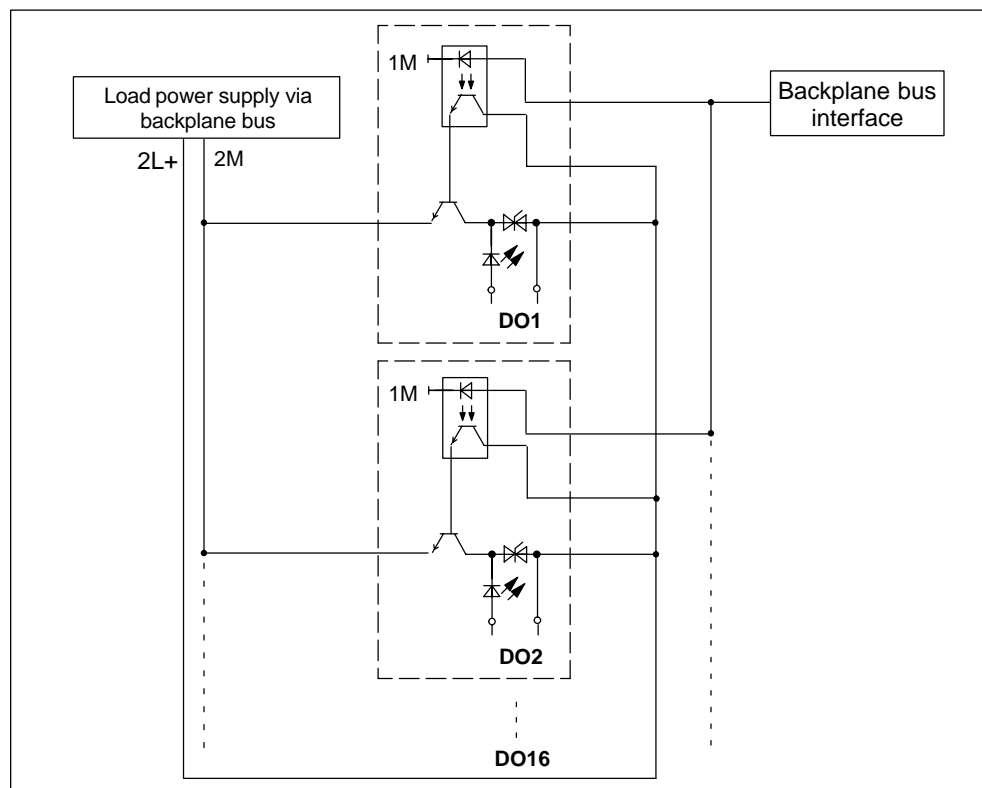 1M
Load power supply via
backplane bus
Backplane bus
interface
2L+
2M
DO1
1M
DO2
DO16